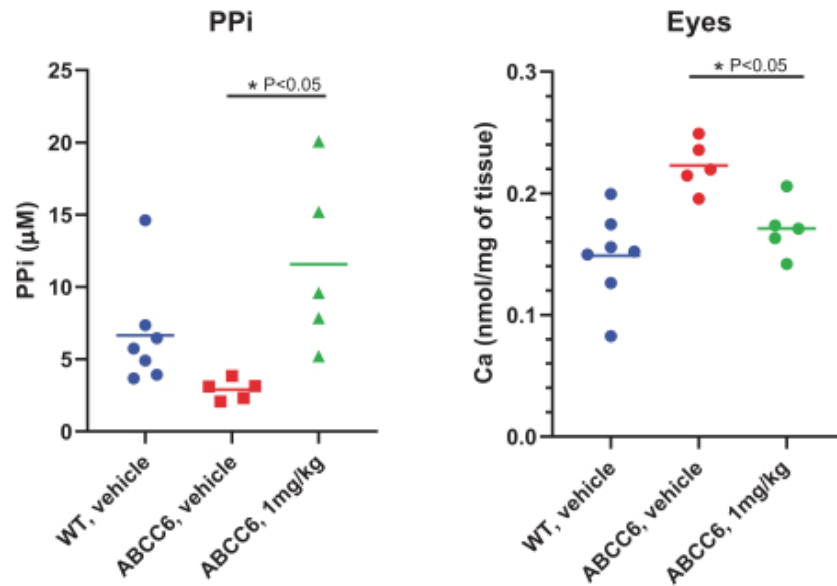 PPi
25
20
15
10
5
0
PPi (μM)
* P<0.05
WT, vehicle
ABCC6, vehicle
ABCC6, 1mg/kg
Eyes
0.3
0.2
0.1
0.0
Ca (nmol/mg of tissue)
* P<0.05
WT, vehicle
ABCC6, vehicle
ABCC6, 1mg/kg